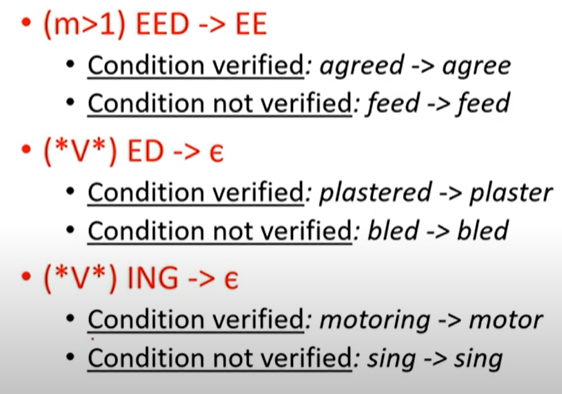 • (m>1) EED -> EE
• Condition verified: agreed -> agree
• Condition not verified: feed -> feed
• (*V*) ED -> ϵ
• Condition verified: plastered -> plaster
• Condition not verified: bled -> bled
• (*V*) ING -> ϵ
• Condition verified: motoring -> motor
• Condition not verified: sing -> sing